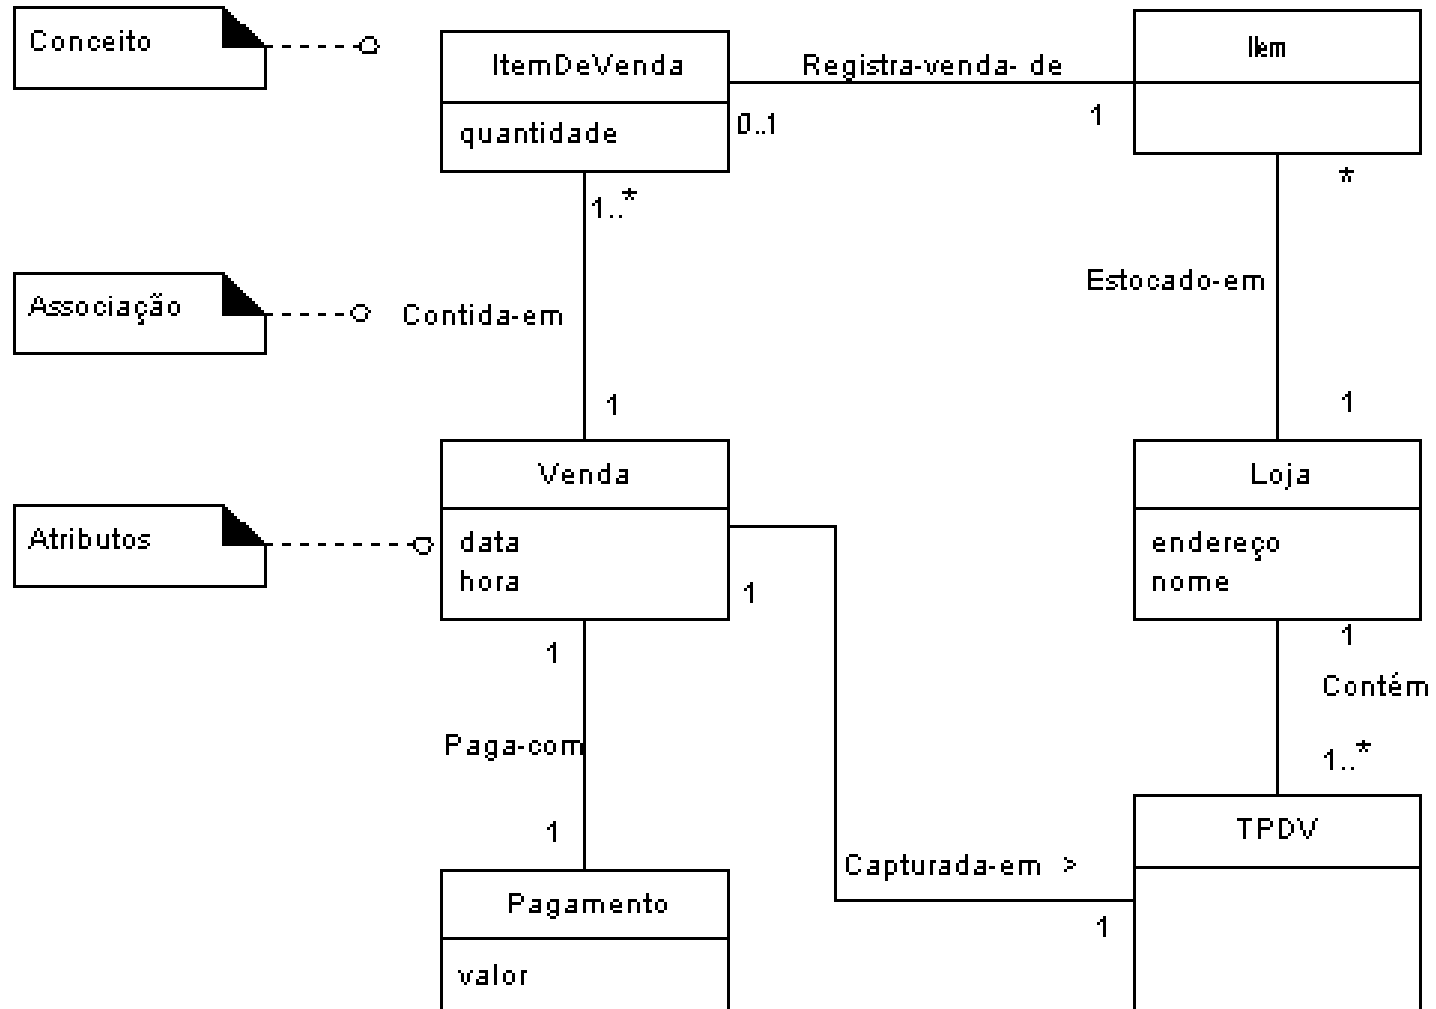 Conceito
ItemDeVenda
Registra-venda- de
Item
quantidade
0..1
1
1..*
*
Associação
Contida-em
Estocado-em
1
1
Venda
Loja
Atributos
data
hora
endereço
nome
1
1
1
Contém
Paga-com
1..*
1
TPDV
Capturada-em >
Pagamento
1
valor